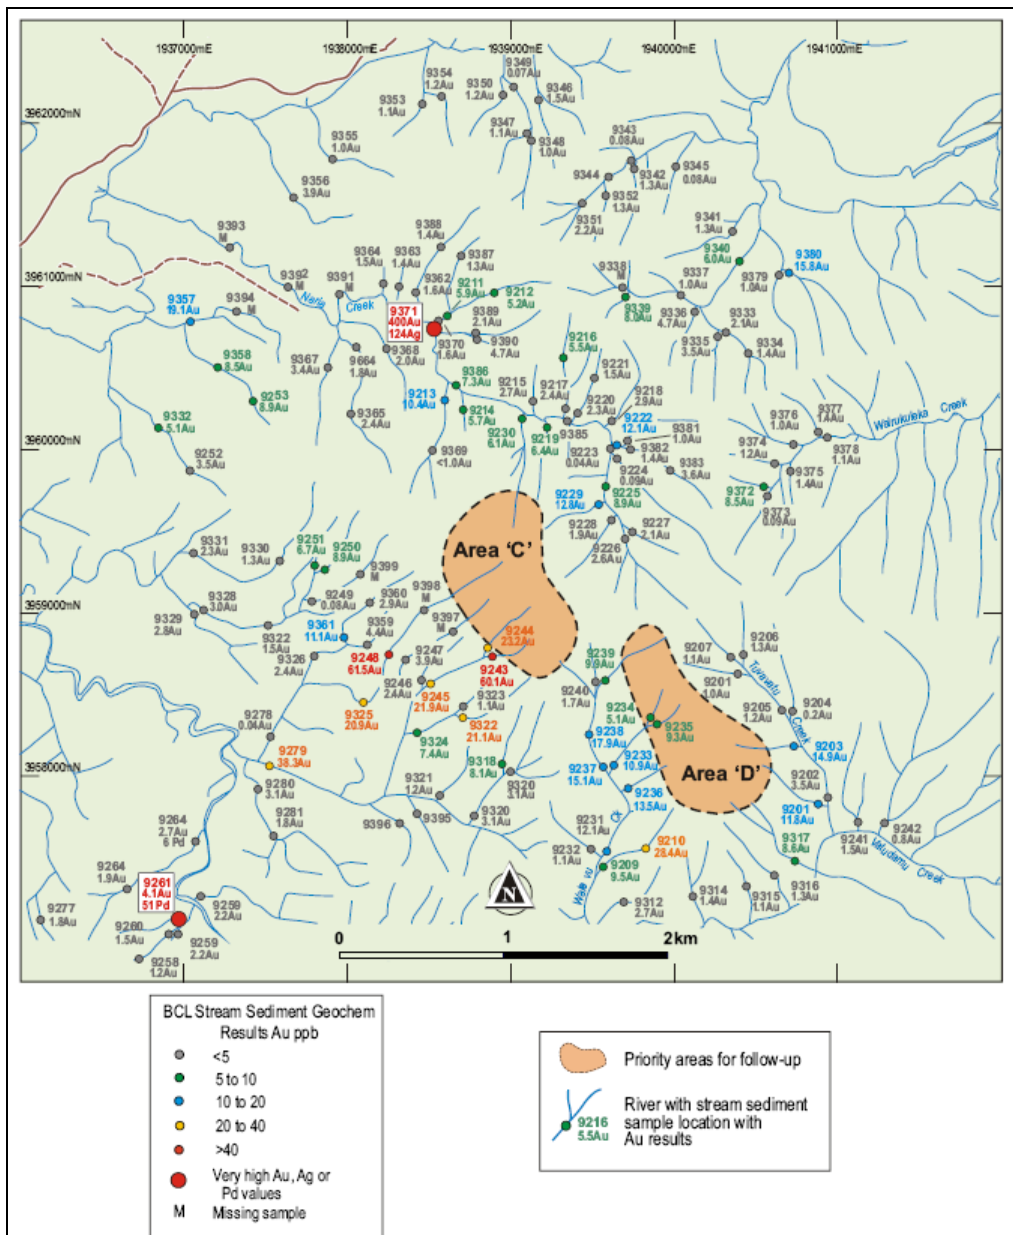 1937000mE
1938000mE
1939000mE
1940000mE
1941000mE
3962000mN
3961000mN
3960000mN
3959000mN
3958000mN
9349
0.07Au
9354
1.2Au
9350
1.2Au
9346
1.5Au
9353
1.1Au
9347
1.1Au
9348
1.0Au
9343
0.08Au
9355
1.0Au
9344
9342
1.3Au
9345
0.08Au
9356
3.9Au
9352
1.3Au
9351
2.2Au
9341
1.3Au
9393
M
9388
1.4Au
9364
1.5Au
9363
1.4Au
9387
1.3Au
9340
6.0Au
9380
15.8Au
9379
1.0Au
9392
M
9391
M
9362
1.6Au
9211
5.9Au
9212
5.2Au
9338
M
9337
1.0Au
9339
8.0Au
9336
4.7Au
Creek
9357
19.1Au
9394
M
9371
400Au
124Ag
9389
2.1Au
9390
4.7Au
9370
1.6Au
9333
2.1Au
9335
3.5Au
9334
1.4Au
9216
5.5Au
9358
8.5Au
9367
3.4Au
9664
1.8Au
9368
2.0Au
9386
7.3Au
9221
1.5Au
9253
8.9Au
9213
10.4Au
9215
2.7Au
9217
2.4Au
9218
2.9Au
9220
2.3Au
9332
5.1Au
9365
2.4Au
9214
5.7Au
9230
6.1Au
9219
6.4Au
9385
9222
12.1Au
9381
1.0Au
9382
1.4Au
9376
1.0Au
9377
1.4Au
Wairukuleka Creek
9378
1.1Au
9252
3.5Au
9369
<1.0Au
9223
0.04Au
9224
0.09Au
9383
3.6Au
9374
1.2Au
9375
1.4Au
9372
8.5Au
9373
0.09Au
9229
12.8Au
9225
8.9Au
9228
1.9Au
9227
2.1Au
9226
2.6Au
Area 'C'
9331
2.3Au
9330
1.3Au
9251
6.7Au
9250
8.9Au
9399
M
9398
M
9328
3.0Au
9329
2.8Au
9249
0.08Au
9360
2.9Au
9397
M
9322
1.5Au
9361
11.1Au
9359
4.4Au
9244
23.2Au
9326
2.4Au
9248
61.5Au
9247
3.9Au
9246
2.4Au
9243
60.1Au
9239
9.9Au
9240
1.7Au
9207
1.1Au
9206
1.3Au
9201
1.0Au
9205
1.2Au
9204
0.2Au
Creek
9245
21.9Au
9323
1.1Au
9325
20.9Au
9322
21.1Au
9234
5.1Au
9235
9.3Au
9278
0.04Au
9324
7.4Au
9238
17.9Au
9203
14.9Au
9279
38.3Au
9318
8.1Au
9320
3.1Au
9237
15.1Au
9233
10.9Au
Area 'D'
9202
3.5Au
9280
3.1Au
9321
1.2Au
9236
13.5Au
9201
11.8Au
9281
1.8Au
9396
9395
9320
3.1Au
9231
12.1Au
Ck
9264
2.7Au
6 Pd
9232
1.1Au
9210
28.4Au
9317
8.6Au
9241
1.5Au
9242
0.8Au
9264
1.9Au
9209
9.5Au
Creek
9261
4.1Au
51 Pd
9277
1.8Au
9259
2.2Au
N
9312
2.7Au
9314
1.4Au
9315
1.1Au
9316
1.3Au
9260
1.5Au
9259
2.2Au
9258
1.2Au
0 1 2km
BCL Stream Sediment Geochem
Results Au ppb
<5
5 to 10
10 to 20
20 to 40
>40
Very high Au, Ag or
Pd values
M Missing sample
Priority areas for follow-up
River with stream sediment
sample location with
Au results
9216
5.5Au